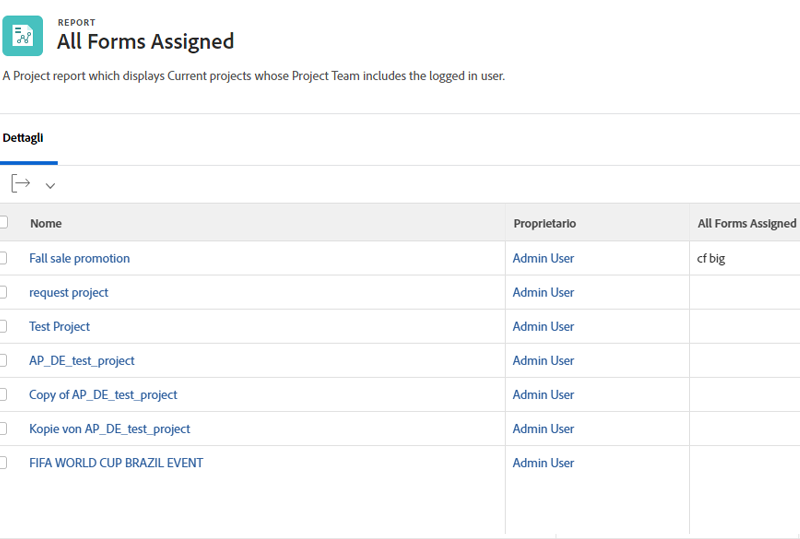 REPORT
All Forms Assigned
A Project report which displays Current projects whose Project Team includes the logged in user.
Dettagli
Nome Proprietario All Forms Assigned
Fall sale promotion Admin User cf big
request project Admin User
Test Project Admin User
AP_DE_test_project Admin User
Copy of AP_DE_test_project Admin User
Kopie von AP_DE_test_project Admin User
FIFA WORLD CUP BRAZIL EVENT Admin User